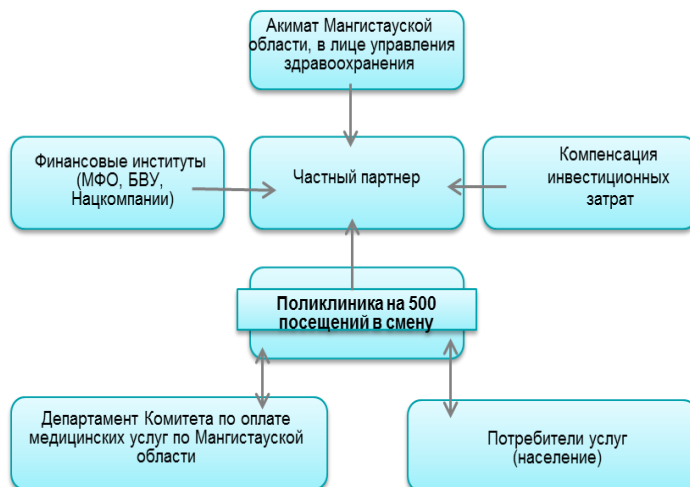 Акимат Мангистауской
области, в лице управления
здравоохранения
Финансовые институты
(МФО, БВУ,
Нацкомпании)
Частный партнер
Компенсация
инвестиционных
затрат
Поликлиника на 500
посещений в смену
Департамент Комитета по оплате
медицинских услуг по Мангистауской
области
Потребители услуг
(население)